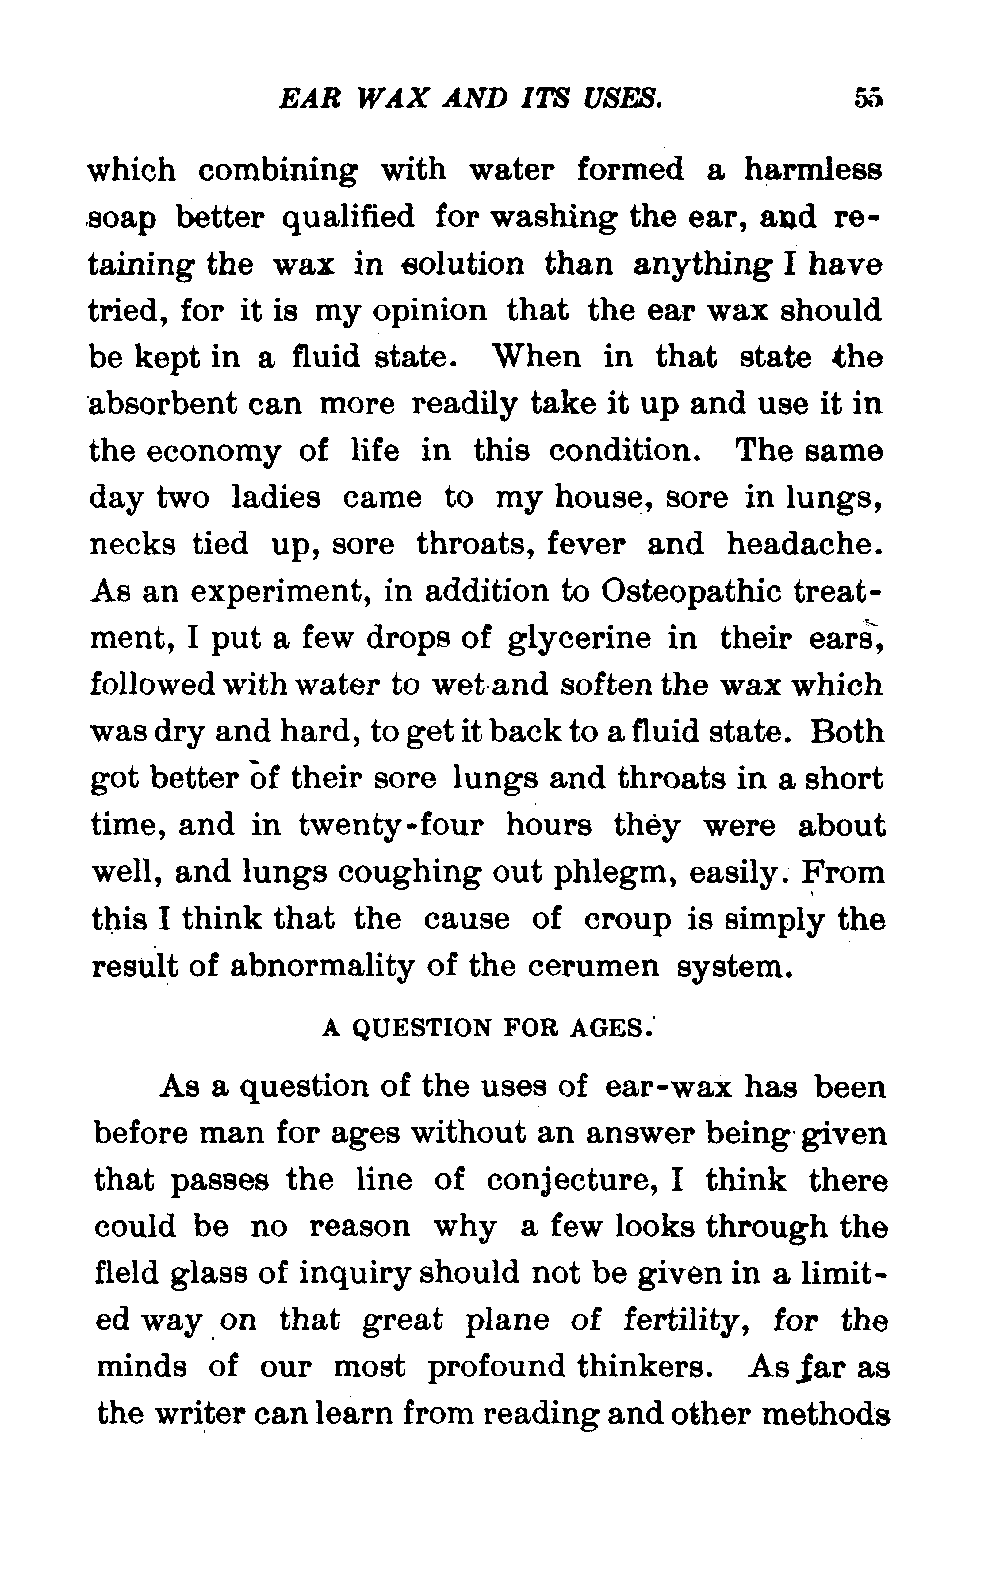 EAR WAX AND ITS USES. 55
which combining with water formed a harmless
soap better qualified for washing the ear, and re-
taining the wax in solution than anything I have
tried, for it is my opinion that the ear wax should
be kept in a fluid state. When in that state the
absorbent can more readily take it up and use it in
the economy of life in this condition. The same
day two ladies came to my house, sore in lungs,
necks tied up, sore throats, fever and headache.
As an experiment, in addition to Osteopathic treat-
ment, I put a few drops of glycerine in their ears,
followed with water to wet and soften the wax which
was dry and hard, to get it back to a fluid state. Both
got better of their sore lungs and throats in a short
time, and in twenty-four hours they were about
well, and lungs coughing out phlegm, easily. From
this I think that the cause of croup is simply the
result of abnormality of the cerumen system.
A QUESTION FOR AGES.
As a question of the uses of ear-wax has been
before man for ages without an answer being given
that passes the line of conjecture, I think there
could be no reason why a few looks through the
field glass of inquiry should not be given in a limit-
ed way on that great plane of fertility, for the
minds of our most profound thinkers. As far as
the writer can learn from reading and other methods